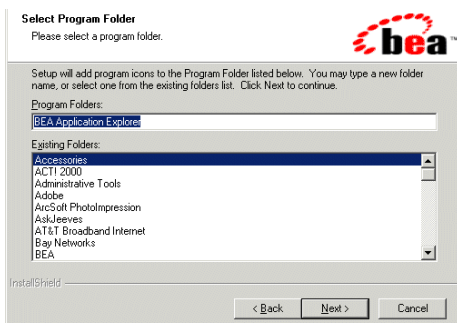 Select Program Folder
Please select a program folder.
bea™
Setup will add program icons to the Program Folder listed below. You may type a new folder
name, or select one from the existing folders list. Click Next to continue.
Program Folders:
BEA Application Explorer
Existing Folders:
Accessories
ACT! 2000
Administrative Tools
Adobe
ArcSoft PhotoImpression
AskJeeves
AT&T Broadband Internet
Bay Networks
BEA
InstallShield
< Back Next > Cancel